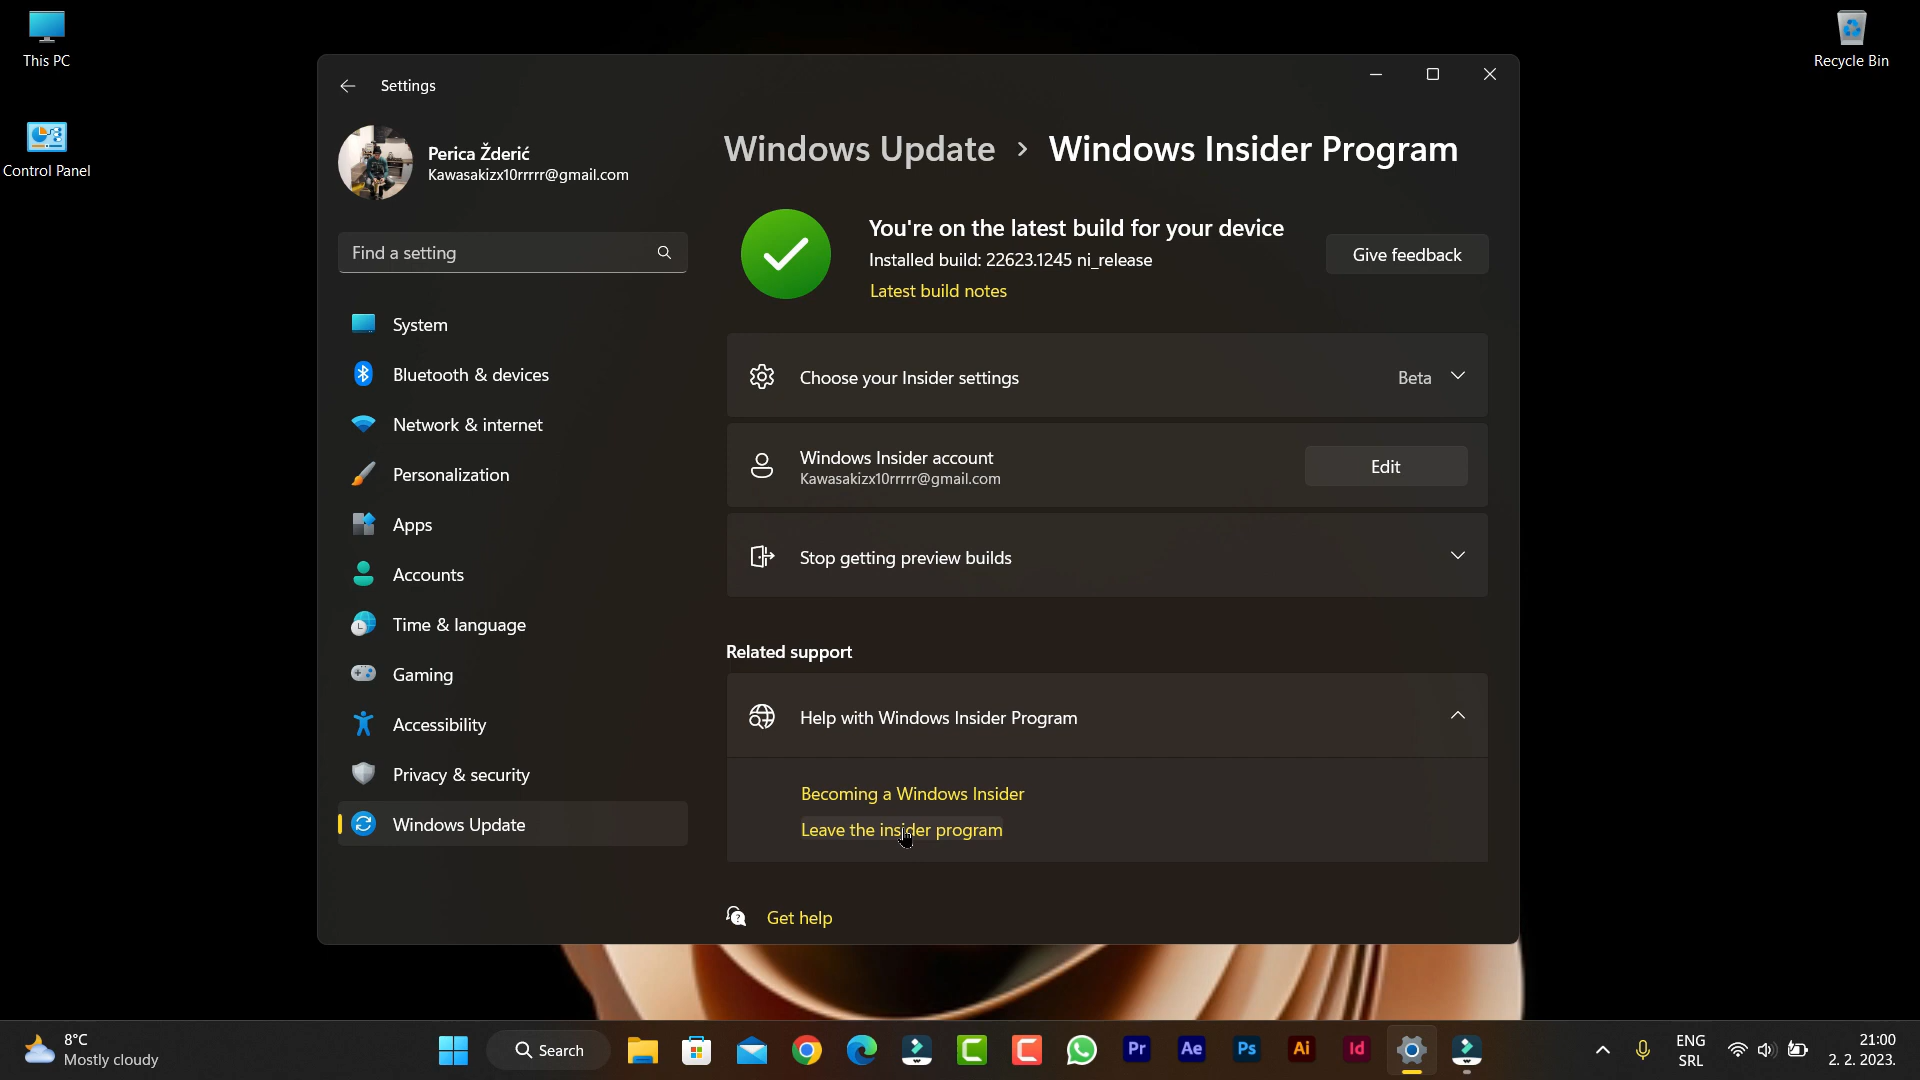 This PC
Control Panel
Recycle Bin
Settings
Perica Žderić
Kawasakizx10rrrrr@gmail.com
Find a setting
System
Bluetooth & devices
Network & internet
Personalization
Apps
Accounts
Time & language
Gaming
Accessibility
Privacy & security
Windows Update
Windows Update › Windows Insider Program
You're on the latest build for your device
Installed build: 22623.1245 ni_release
Latest build notes
Give feedback
Choose your Insider settings
Beta
Windows Insider account
Kawasakizx10rrrrr@gmail.com
Edit
Stop getting preview builds
Related support
Help with Windows Insider Program
Becoming a Windows Insider
Leave the insider program
Get help
8°C
Mostly cloudy
Search
Pr
Ae
Ps
Ai
Id
ENG
SRL
21:00
2. 2. 2023.